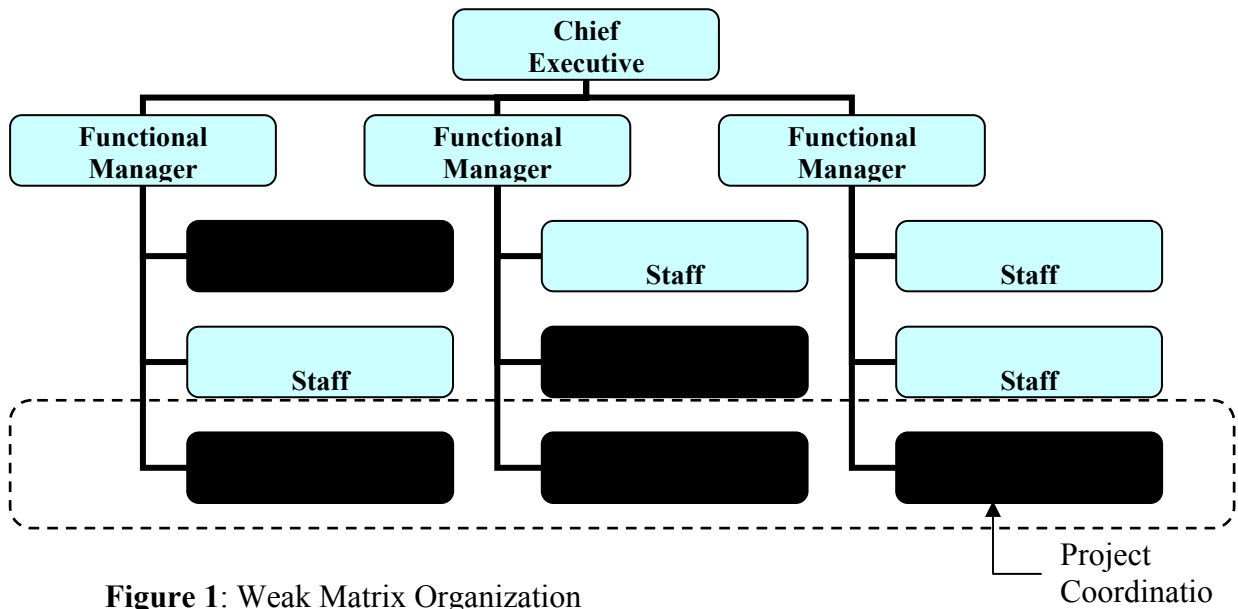 Chief
Executive
Functional
Manager
Functional
Manager
Functional
Manager
Staff
Staff
Staff
Staff
Project
Coordinatio
Figure 1: Weak Matrix Organization